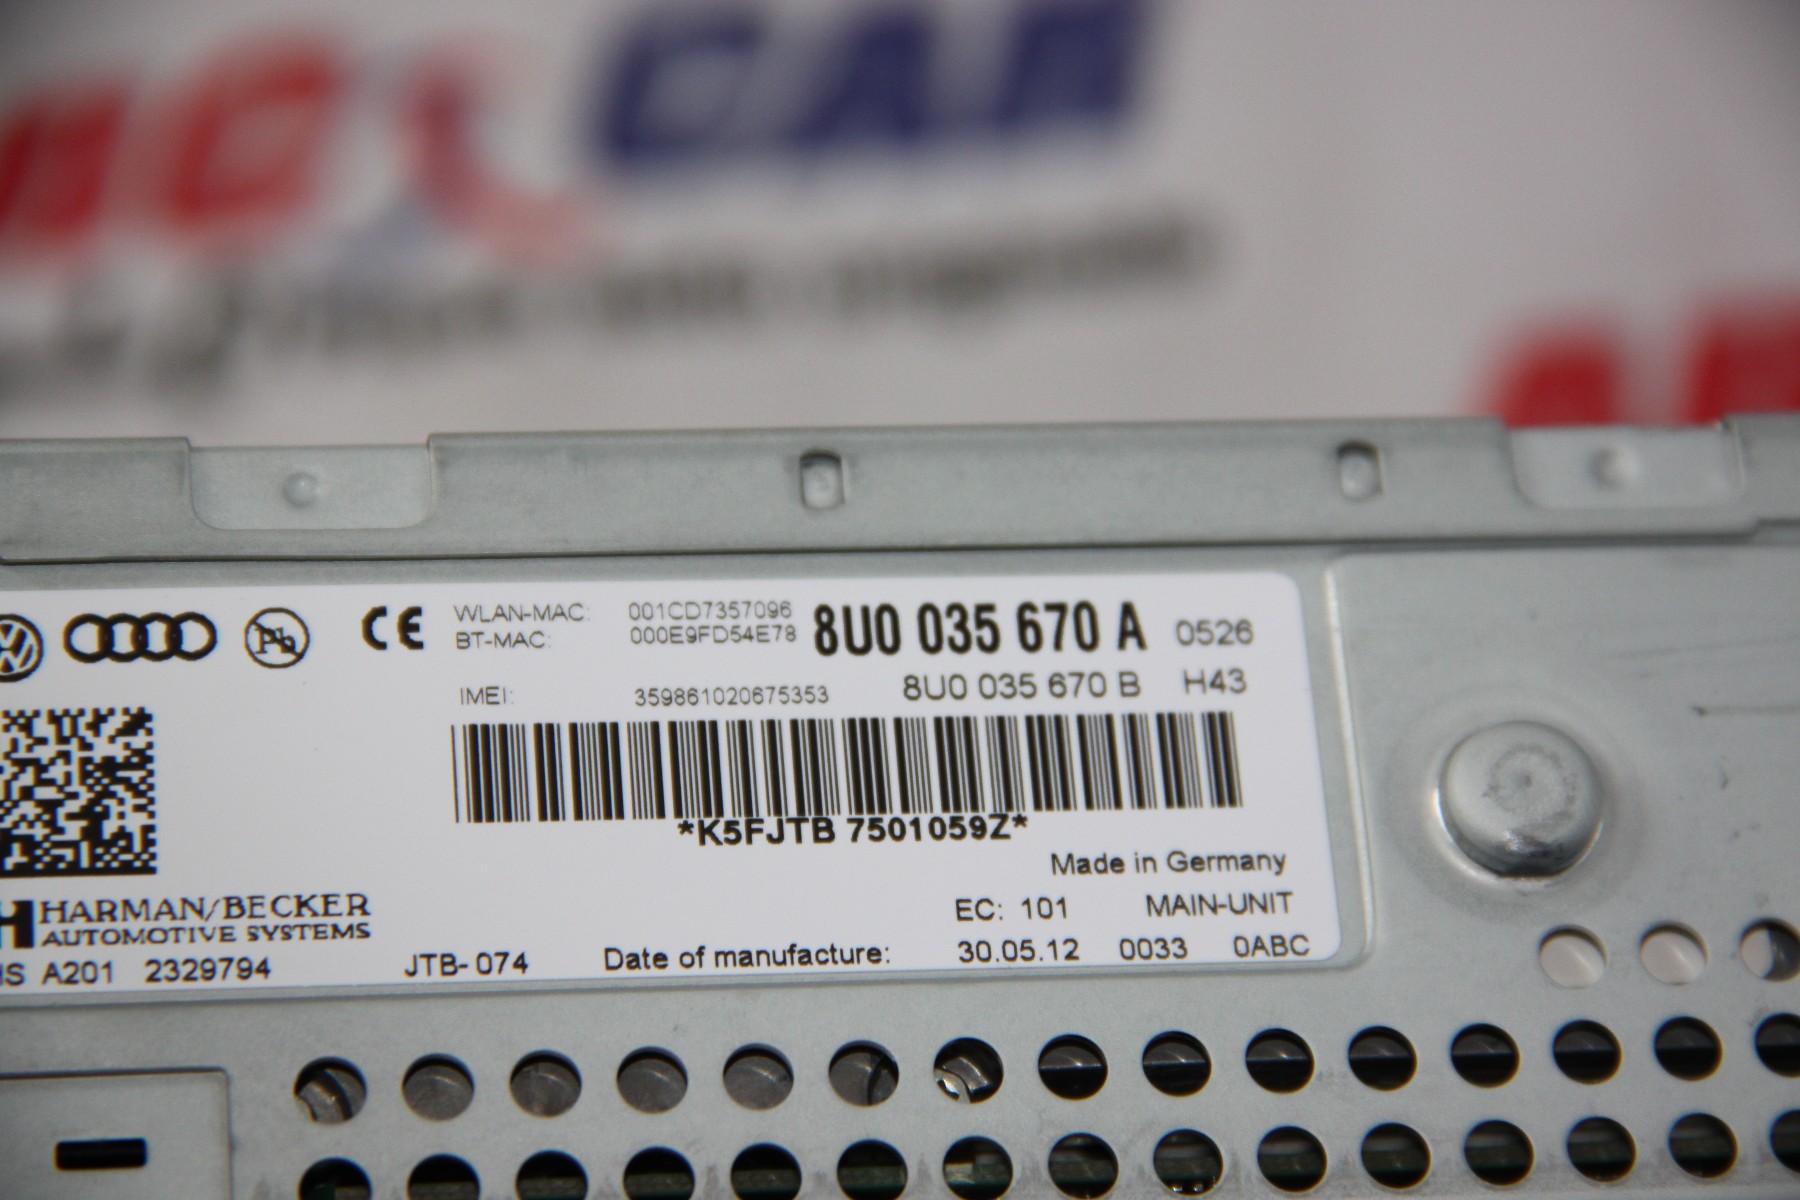 CAR
WLAN-MAC: 001CD7357096 8U0 035 670 A 0526
BT-MAC: 000E9FD54E78
IMEI: 359861020675353 8U0 035 670 B H43
*K5FJTB 7501059Z*
Made in Germany
HARMAN/BECKER EC: 101 MAIN-UNIT
AUTOMOTIVE SYSTEMS
A201 2329794 JTB-074 Date of manufacture: 30.05.12 0033 0ABC